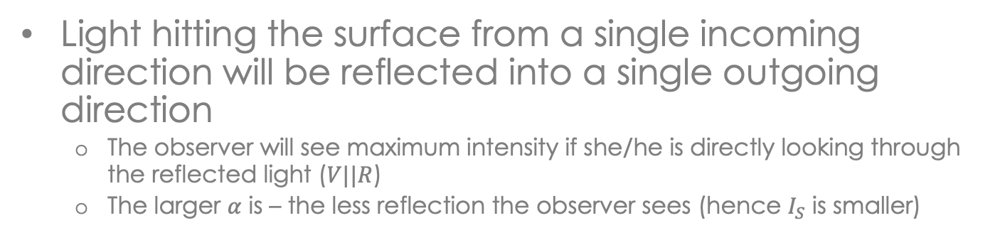 • Light hitting the surface from a single incoming
direction will be reflected into a single outgoing
direction
o The observer will see maximum intensity if she/he is directly looking through
the reflected light (V||R)
o The larger α is – the less reflection the observer sees (hence I_S is smaller)